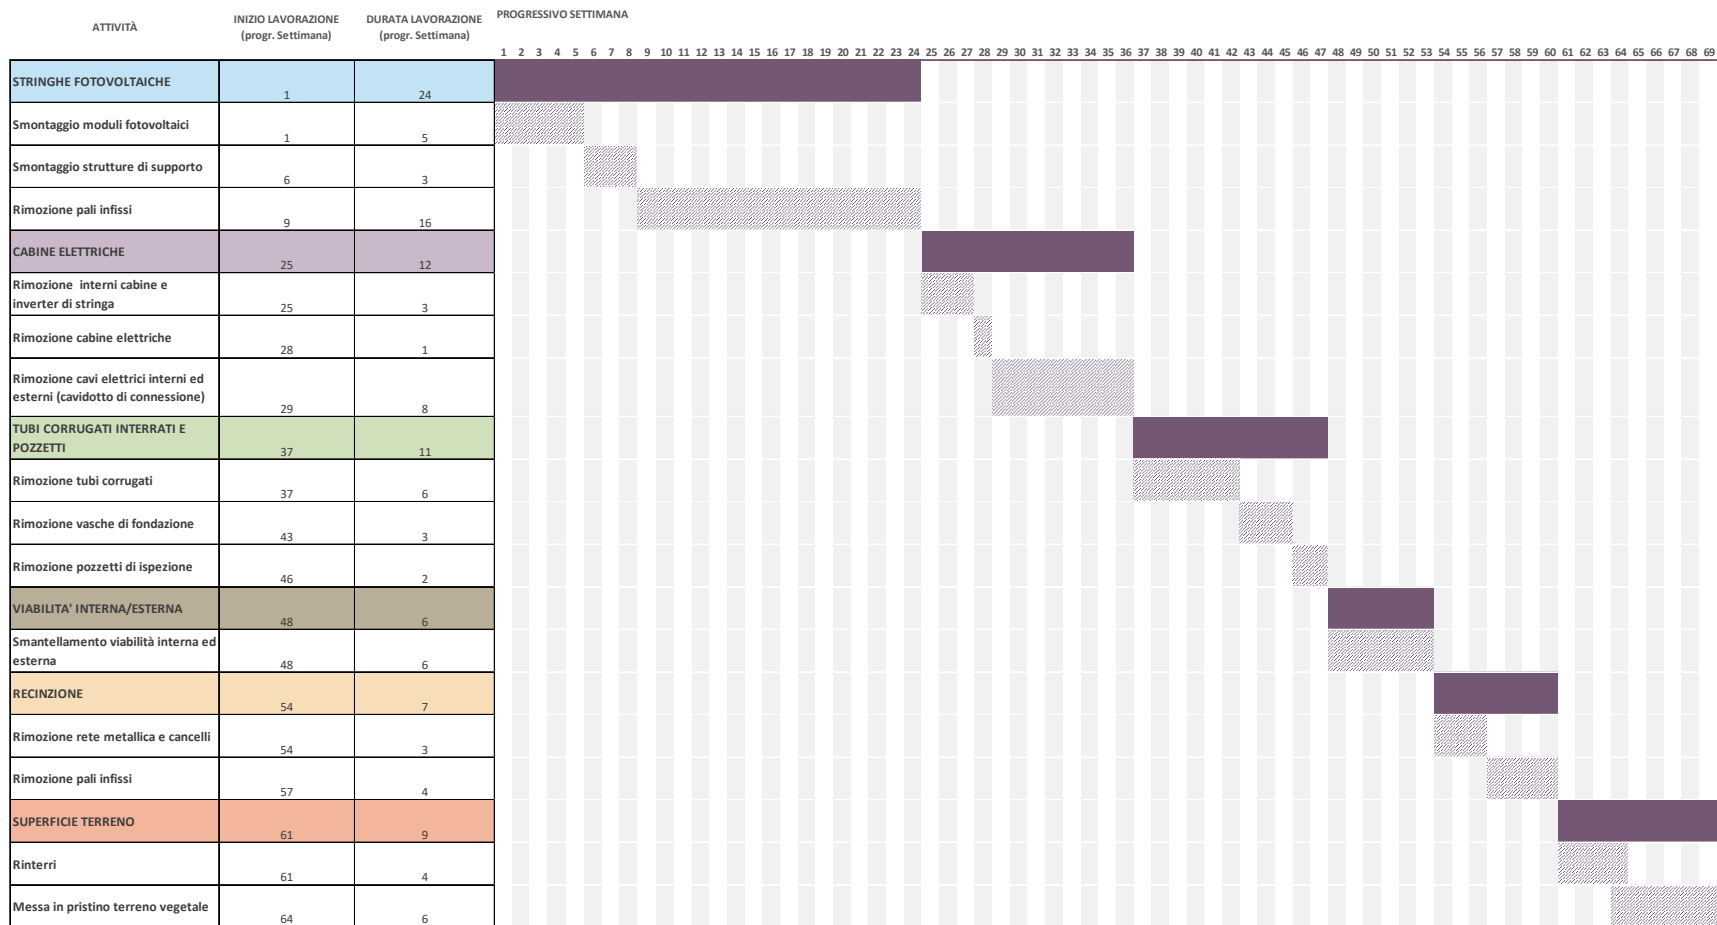 ATTIVITÀ
INIZIO LAVORAZIONE
(progr. Settimana)
DURATA LAVORAZIONE
(progr. Settimana)
PROGRESSIVO SETTIMANA
1 2 3 4 5 6 7 8 9 10 11 12 13 14 15 16 17 18 19 20 21 22 23 24 25 26 27 28 29 30 31 32 33 34 35 36 37 38 39 40 41 42 43 44 45 46 47 48 49 50 51 52 53 54 55 56 57 58 59 60 61 62 63 64 65 66 67 68 69
STRINGHE FOTOVOLTAICHE 1 24
Smontaggio moduli fotovoltaici 1 5
Smontaggio strutture di supporto 6 3
Rimozione pali infissi 9 16
CABINE ELETTRICHE 25 12
Rimozione interni cabine e
inverter di stringa 25 3
Rimozione cabine elettriche 28 1
Rimozione cavi elettrici interni ed
esterni (cavidotto di connessione) 29 8
TUBI CORRUGATI INTERRATI E
POZZETTI 37 11
Rimozione tubi corrugati 37 6
Rimozione vasche di fondazione 43 3
Rimozione pozzetti di ispezione 46 2
VIABILITA' INTERNA/ESTERNA 48 6
Smantellamento viabilità interna ed
esterna 48 6
RECINZIONE 54 7
Rimozione rete metallica e cancelli 54 3
Rimozione pali infissi 57 4
SUPERFICIE TERRENO 61 9
Rinterri 61 4
Messa in pristino terreno vegetale 64 6